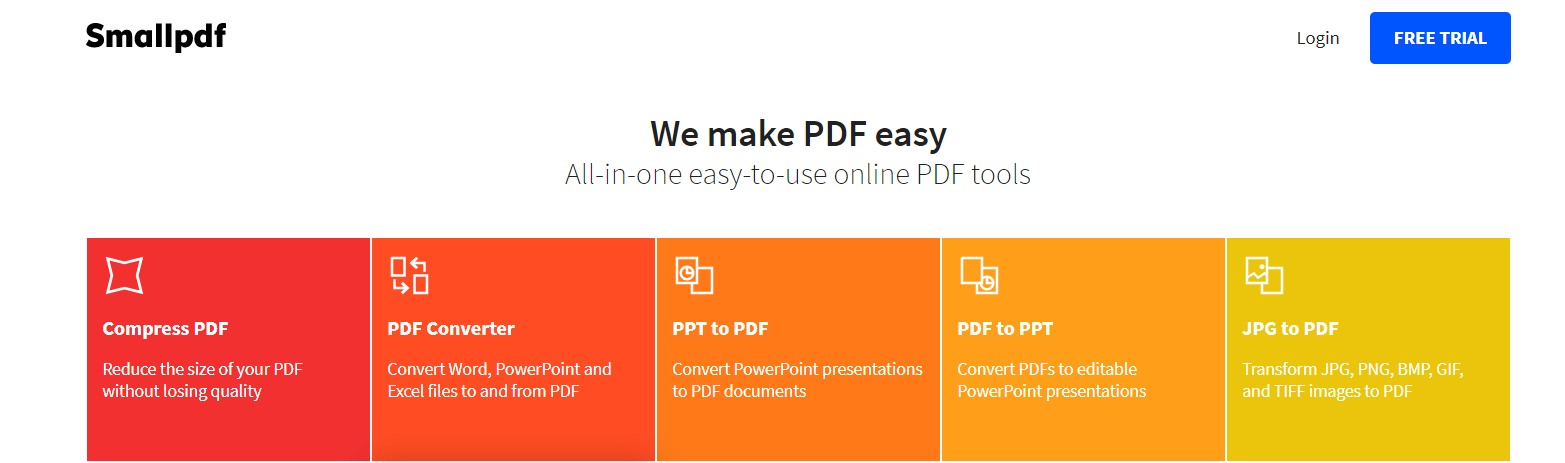 Smallpdf
Login
FREE TRIAL
We make PDF easy
All-in-one easy-to-use online PDF tools
Compress PDF
Reduce the size of your PDF
without losing quality
PDF Converter
Convert Word, PowerPoint and
Excel files to and from PDF
PPT to PDF
Convert PowerPoint presentations
to PDF documents
PDF to PPT
Convert PDFs to editable
PowerPoint presentations
JPG to PDF
Transform JPG, PNG, BMP, GIF,
and TIFF images to PDF